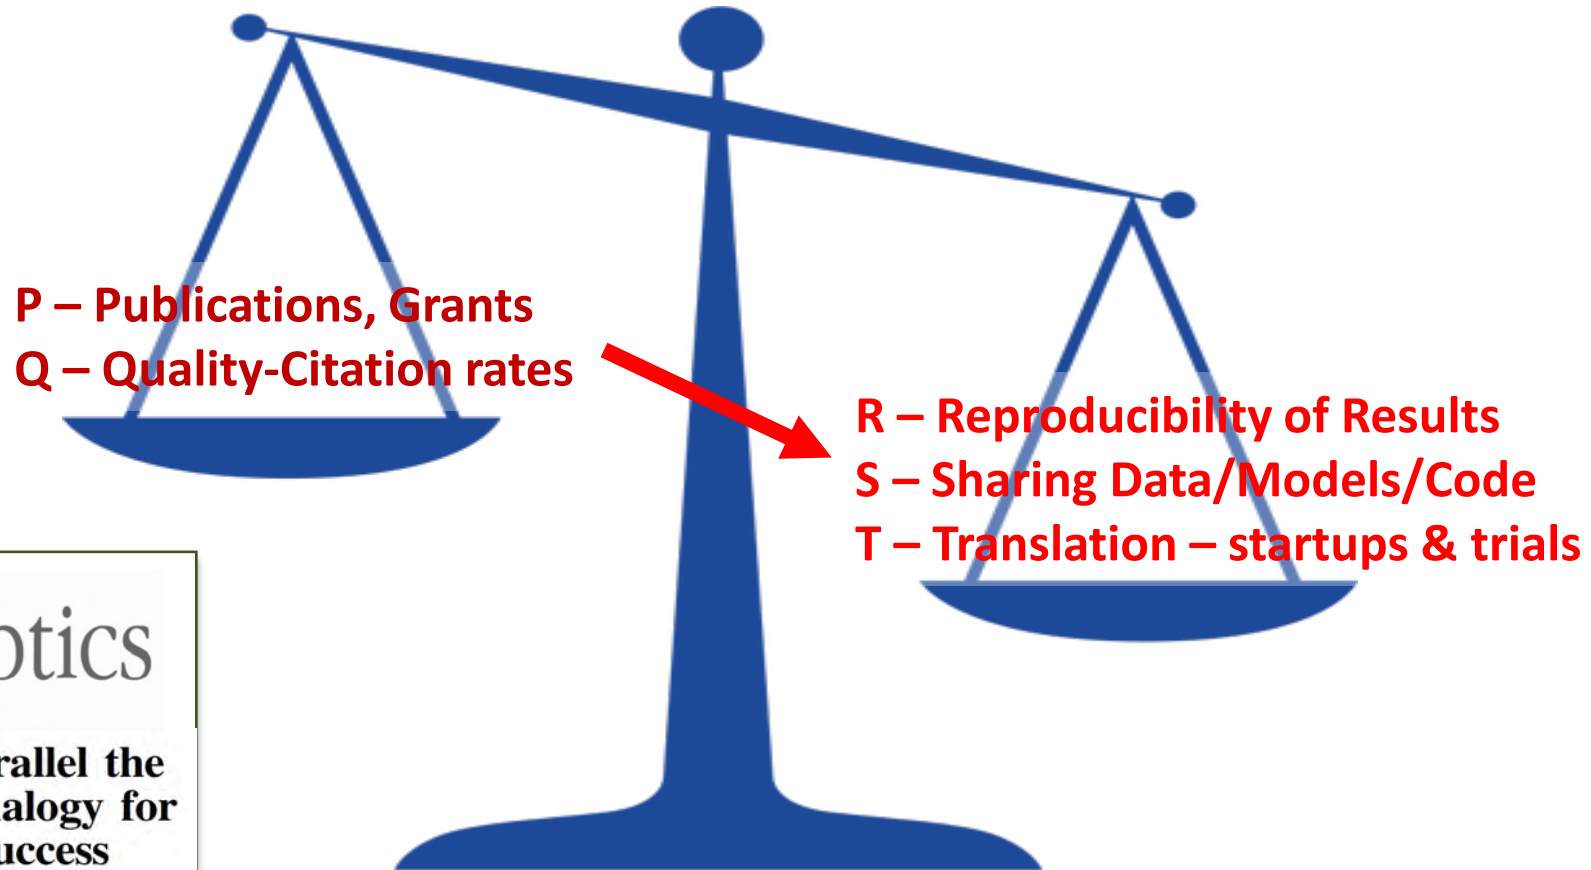 P – Publications, Grants
Q – Quality-Citation rates
R – Reproducibility of Results
S – Sharing Data/Models/Code
T – Translation – startups & trials
otics
rallel the
alogy for
uccess